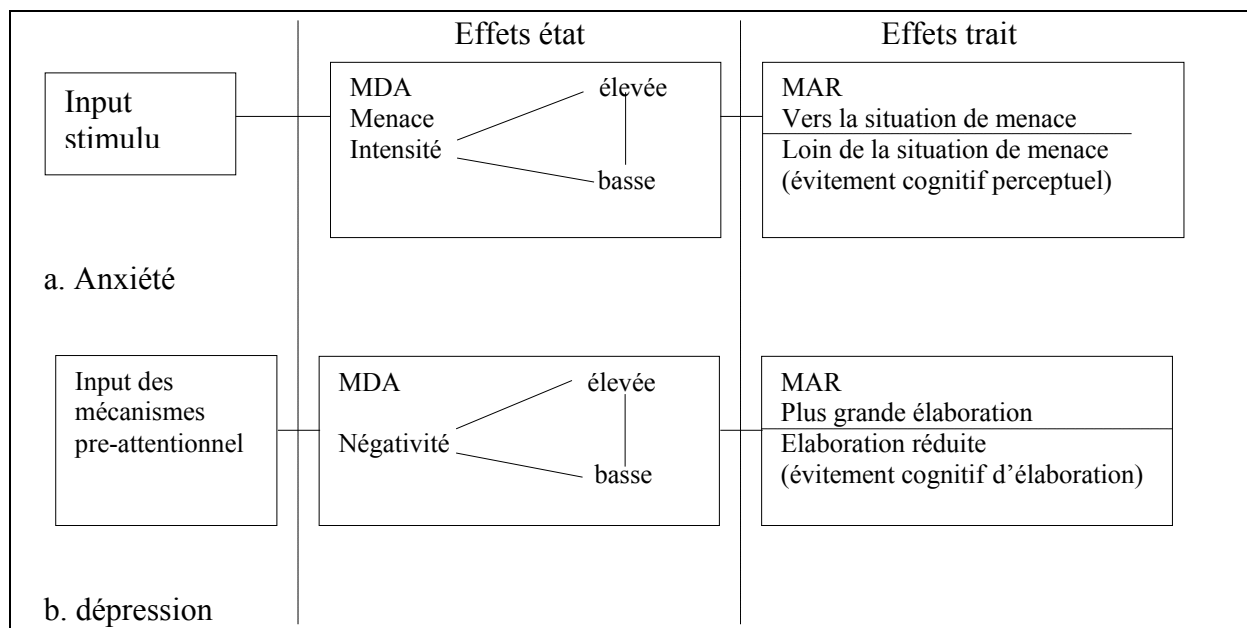 Effets état
Effets trait
Input
stimulu
MDA
Menace
Intensité
élevée
basse
MAR
Vers la situation de menace
Loin de la situation de menace
(évitement cognitif perceptuel)
a. Anxiété
Input des
mécanismes
pre-attentionnel
MDA
Négativité
élevée
basse
MAR
Plus grande élaboration
Elaboration réduite
(évitement cognitif d’élaboration)
b. dépression